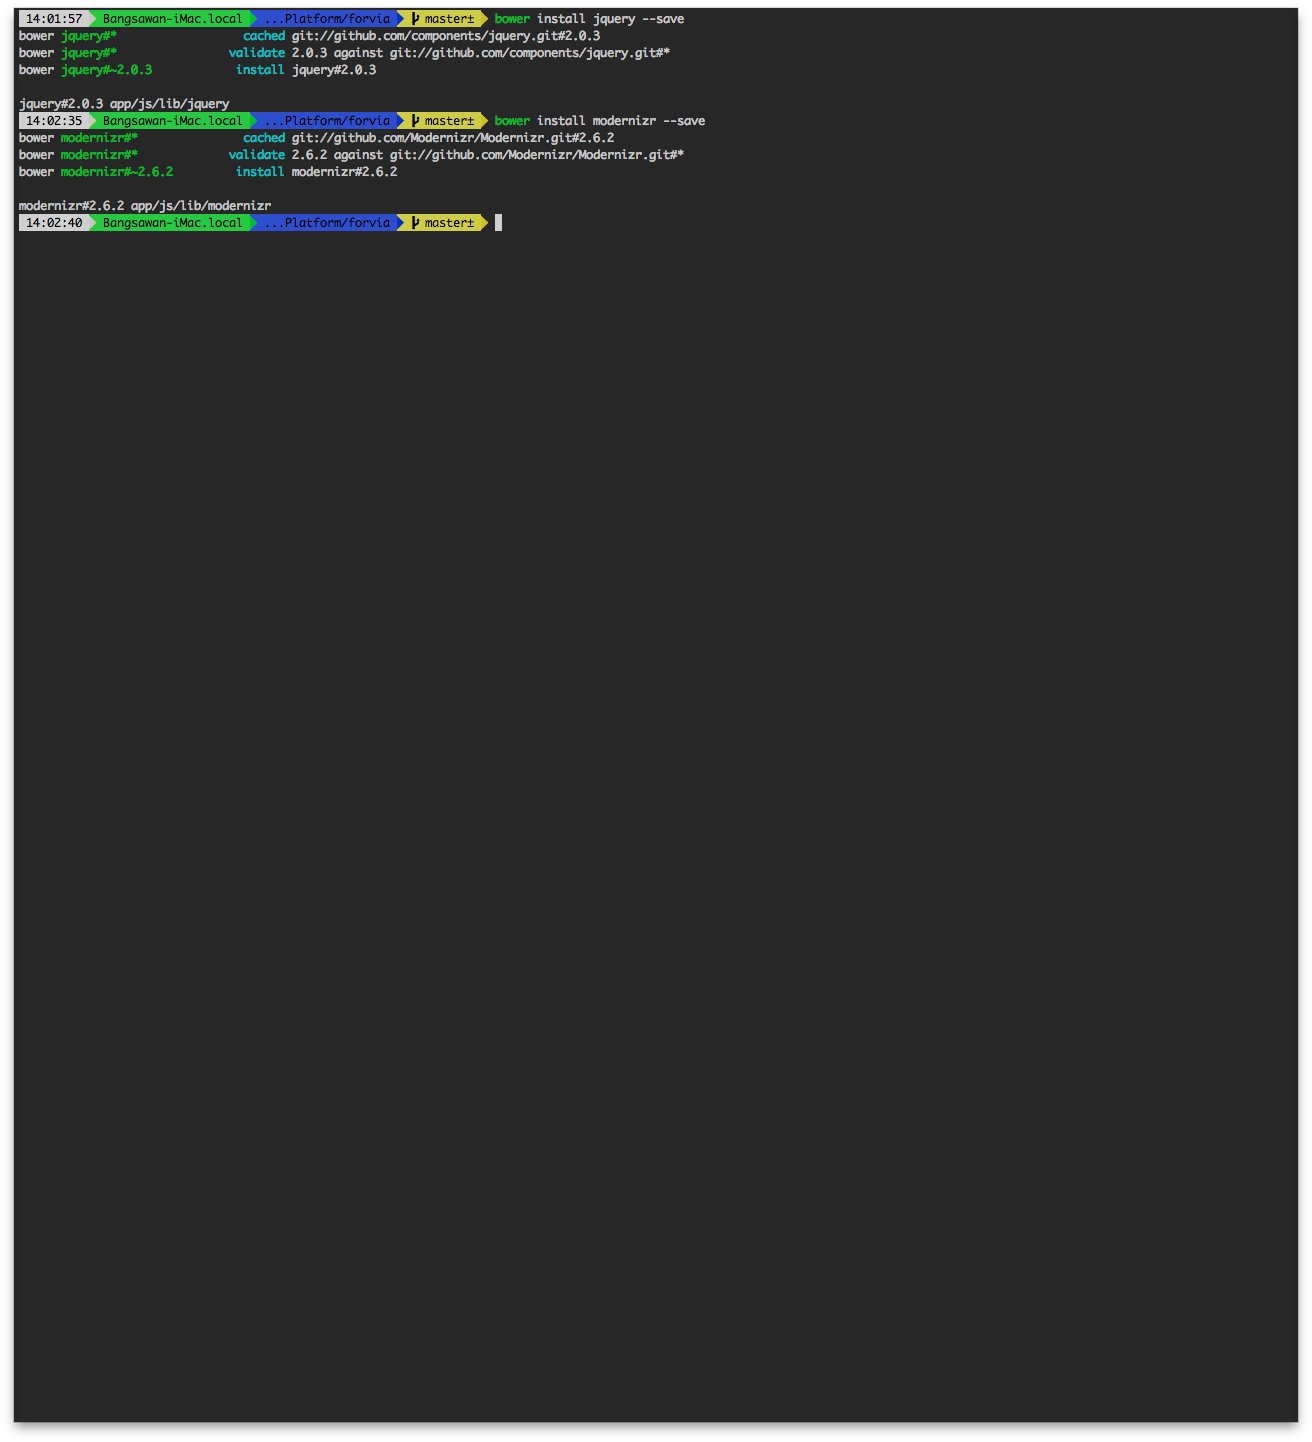 14:01:57 Bangsawan-iMac.local ...Platform/forvia master± bower install jquery --save
bower jquery#* cached git://github.com/components/jquery.git#2.0.3
bower jquery#* validate 2.0.3 against git://github.com/components/jquery.git#*
bower jquery#~2.0.3 install jquery#2.0.3
jquery#2.0.3 app/js/lib/jquery
14:02:35 Bangsawan-iMac.local ...Platform/forvia master± bower install modernizr --save
bower modernizr#* cached git://github.com/Modernizr/Modernizr.git#2.6.2
bower modernizr#* validate 2.6.2 against git://github.com/Modernizr/Modernizr.git#*
bower modernizr#~2.6.2 install modernizr#2.6.2
modernizr#2.6.2 app/js/lib/modernizr
14:02:40 Bangsawan-iMac.local ...Platform/forvia master±